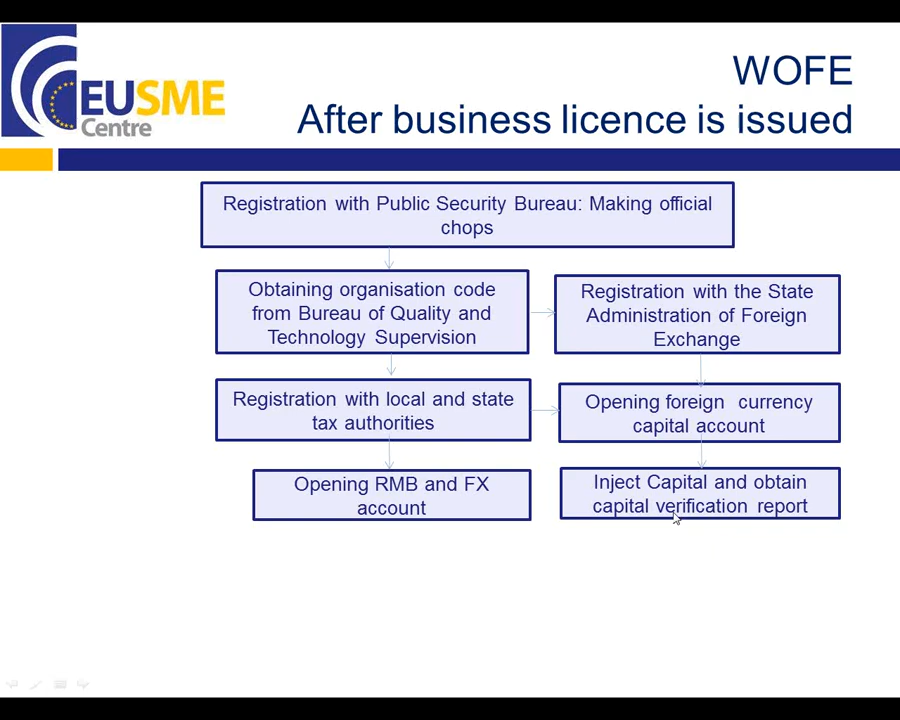 EUSME
Centre
WOFE
After business licence is issued
Registration with Public Security Bureau: Making official
chops
Obtaining organisation code
from Bureau of Quality and
Technology Supervision
Registration with the State
Administration of Foreign
Exchange
Registration with local and state
tax authorities
Opening foreign currency
capital account
Opening RMB and FX
account
Inject Capital and obtain
capital verification report